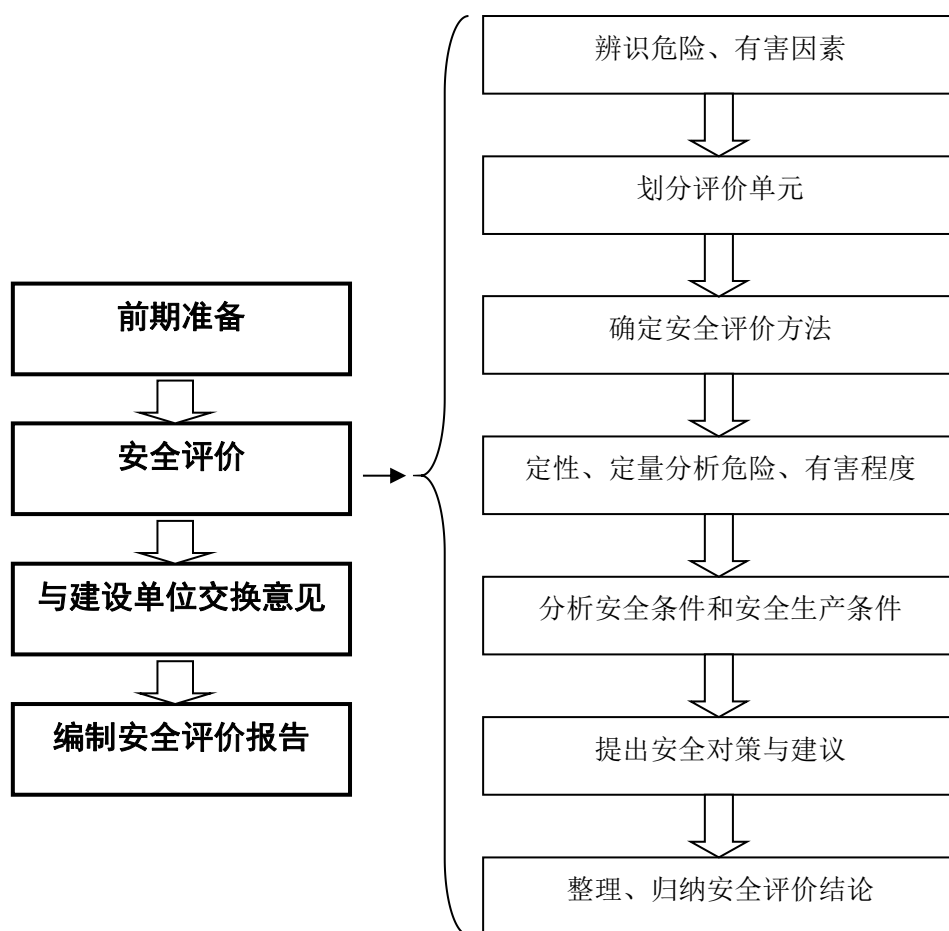 前期准备
安全评价
与建设单位交换意见
编制安全评价报告
辨识危险、有害因素
划分评价单元
确定安全评价方法
定性、定量分析危险、有害程度
分析安全条件和安全生产条件
提出安全对策与建议
整理、归纳安全评价结论